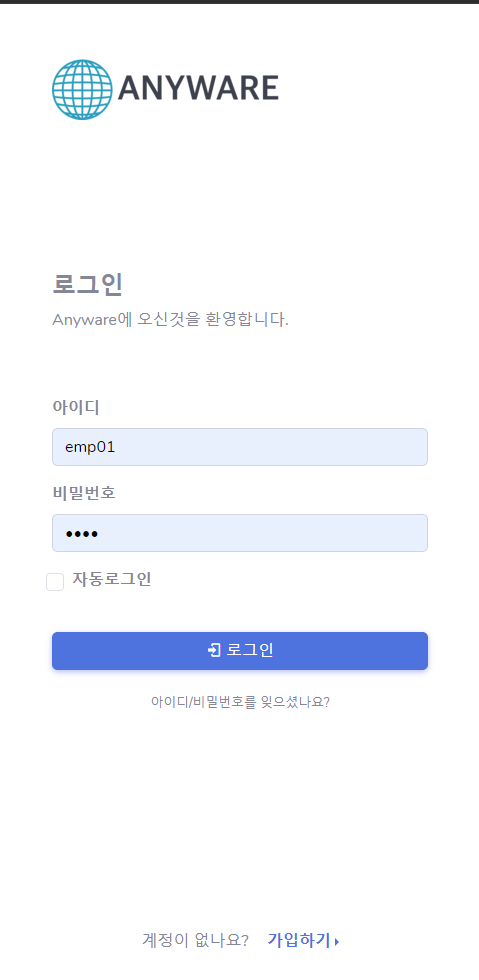 ANYWARE
로그인
Anyware에 오신것을 환영합니다.
아이디
emp01
비밀번호
••••
자동로그인
로그인
아이디/비밀번호를 잊으셨나요?
계정이 없나요? 가입하기